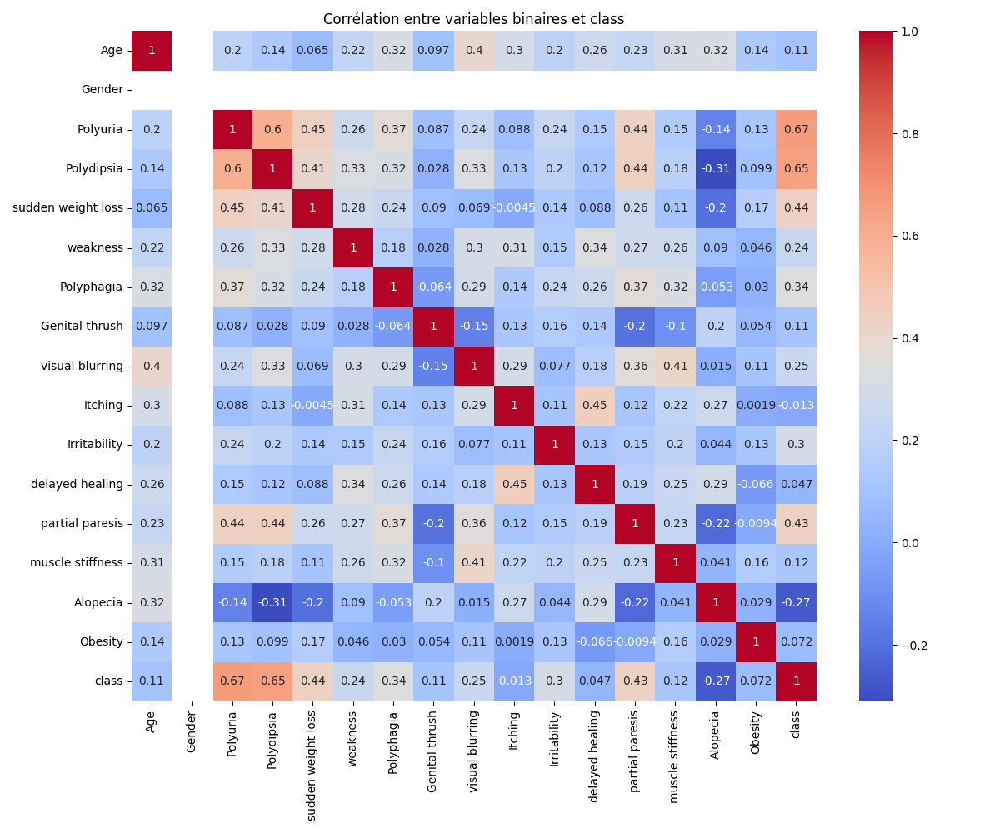 Corrélation entre variables binaires et class
Age 1 0.2 0.14 0.065 0.22 0.32 0.097 0.4 0.3 0.2 0.26 0.23 0.31 0.32 0.14 0.11
Gender
Polyuria 0.2 1 0.6 0.45 0.26 0.37 0.087 0.24 0.088 0.24 0.15 0.44 0.15 -0.14 0.13 0.67
Polydipsia 0.14 0.6 1 0.41 0.33 0.32 0.028 0.33 0.13 0.2 0.12 0.44 0.18 -0.31 0.099 0.65
sudden weight loss 0.065 0.45 0.41 1 0.28 0.24 0.09 0.069 -0.0045 0.14 0.088 0.26 0.11 -0.2 0.17 0.44
weakness 0.22 0.26 0.33 0.28 1 0.18 0.028 0.3 0.31 0.15 0.34 0.27 0.26 0.09 0.046 0.24
Polyphagia 0.32 0.37 0.32 0.24 0.18 1 -0.064 0.29 0.14 0.24 0.26 0.37 0.32 -0.053 0.03 0.34
Genital thrush 0.097 0.087 0.028 0.09 0.028 -0.064 1 -0.15 0.13 0.16 0.14 -0.2 -0.1 0.2 0.054 0.11
visual blurring 0.4 0.24 0.33 0.069 0.3 0.29 -0.15 1 0.29 0.077 0.18 0.36 0.41 0.015 0.11 0.25
Itching 0.3 0.088 0.13 -0.0045 0.31 0.14 0.13 0.29 1 0.11 0.45 0.12 0.22 0.27 0.0019 -0.013
Irritability 0.2 0.24 0.2 0.14 0.15 0.24 0.16 0.077 0.11 1 0.13 0.15 0.2 0.044 0.13 0.3
delayed healing 0.26 0.15 0.12 0.088 0.34 0.26 0.14 0.18 0.45 0.13 1 0.19 0.25 0.29 -0.066 0.047
partial paresis 0.23 0.44 0.44 0.26 0.27 0.37 -0.2 0.36 0.12 0.15 0.19 1 0.23 -0.22 -0.0094 0.43
muscle stiffness 0.31 0.15 0.18 0.11 0.26 0.32 -0.1 0.41 0.22 0.2 0.25 0.23 1 0.041 0.16 0.12
Alopecia 0.32 -0.14 -0.31 -0.2 0.09 -0.053 0.2 0.015 0.27 0.044 0.29 -0.22 0.041 1 0.029 -0.27
Obesity 0.14 0.13 0.099 0.17 0.046 0.03 0.054 0.11 0.0019 0.13 -0.066 -0.0094 0.16 0.029 1 0.072
class 0.11 0.67 0.65 0.44 0.24 0.34 0.11 0.25 -0.013 0.3 0.047 0.43 0.12 -0.27 0.072 1
Age Gender Polyuria Polydipsia sudden weight loss weakness Polyphagia Genital thrush visual blurring Itching Irritability delayed healing partial paresis muscle stiffness Alopecia Obesity class
1.0
0.8
0.6
0.4
0.2
0.0
−0.2